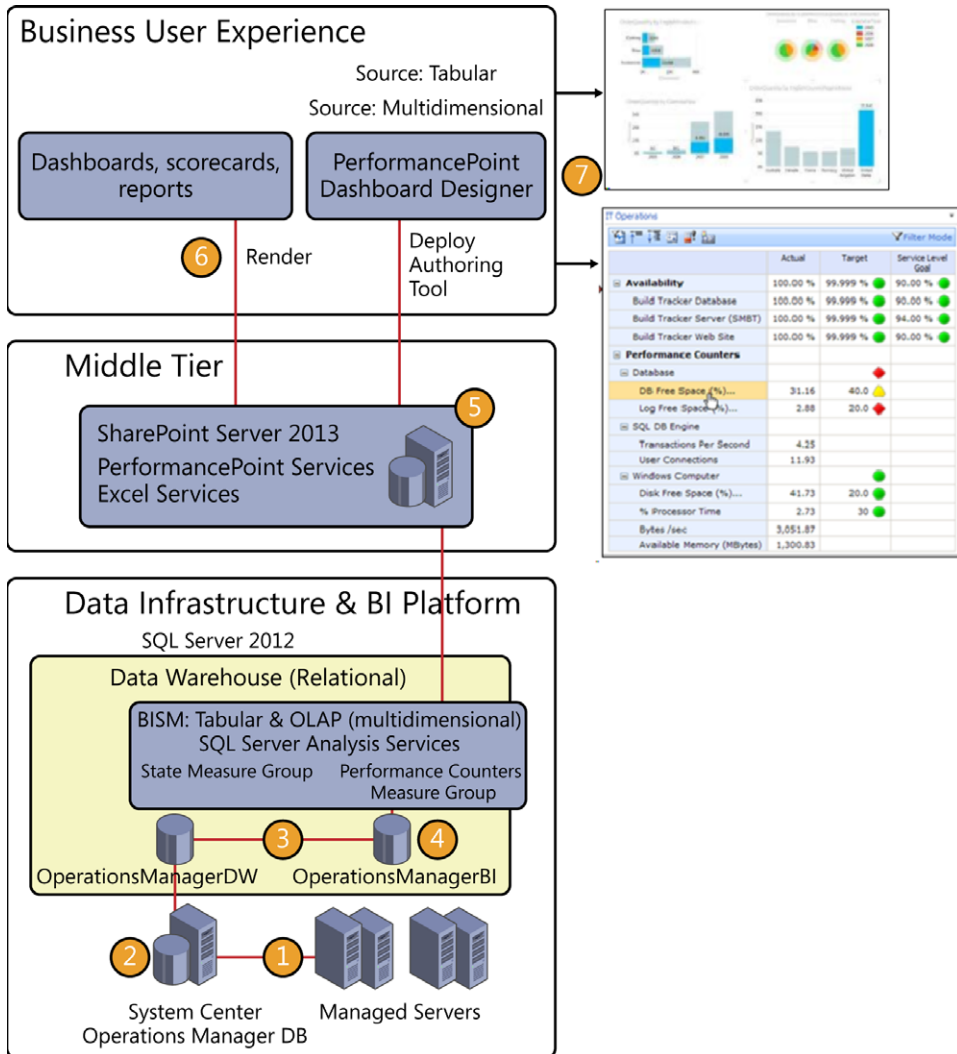 Business User Experience
Source: Tabular
Source: Multidimensional
Dashboards, scorecards,
reports
PerformancePoint
Dashboard Designer
7
6
Render
Deploy
Authoring
Tool
Middle Tier
5
SharePoint Server 2013
PerformancePoint Services
Excel Services
Data Infrastructure & BI Platform
SQL Server 2012
Data Warehouse (Relational)
BISM: Tabular & OLAP (multidimensional)
SQL Server Analysis Services
State Measure Group
Performance Counters
Measure Group
3
4
OperationsManagerDW
OperationsManagerBI
2
1
System Center
Operations Manager DB
Managed Servers
IT Operations
Filter Mode
Actual Target Service Level
Goal
Availability 100.00 % 99.999 % 90.00 %
Build Tracker Database 100.00 % 99.999 % 90.00 %
Build Tracker Server (SMBT) 100.00 % 99.999 % 94.00 %
Build Tracker Web Site 100.00 % 99.999 % 90.00 %
Performance Counters
Database
DB Free Space (%)... 31.16 40.0
Log Free Space (%)... 2.88 20.0
SQL DB Engine
Transactions Per Second 4.25
User Connections 11.93
Windows Computer
Disk Free Space (%)... 41.73 20.0
% Processor Time 2.73 30
Bytes /sec 3,051.87
Available Memory (MBytes) 1,300.83